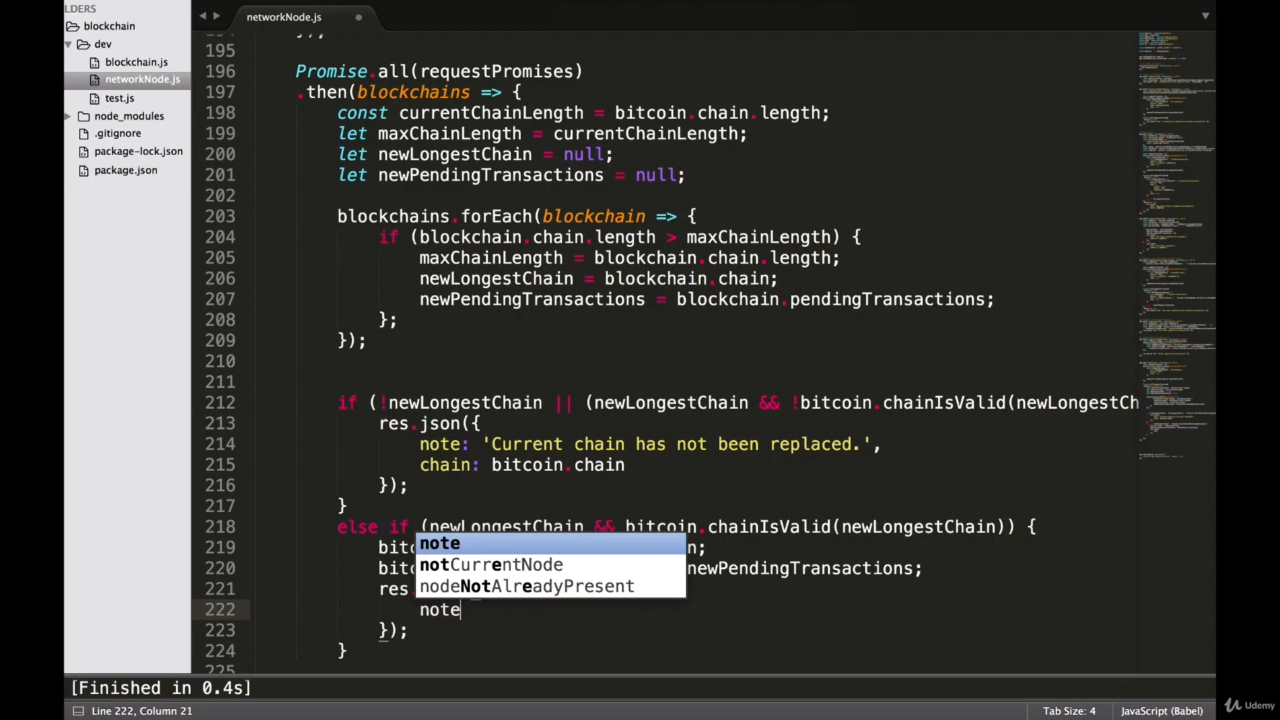 LDERS
blockchain
dev
blockchain.js
networkNode.js
test.js
node_modules
.gitignore
package-lock.json
package.json
networkNode.js
195
196 Promise.all(requestPromises)
197 .then(blockchains => {
198 const currentChainLength = bitcoin.chain.length;
199 let maxChainLength = currentChainLength;
200 let newLongestChain = null;
201 let newPendingTransactions = null;
202
203 blockchains.forEach(blockchain => {
204 if (blockchain.chain.length > maxChainLength) {
205 maxChainLength = blockchain.chain.length;
206 newLongestChain = blockchain.chain;
207 newPendingTransactions = blockchain.pendingTransactions;
208 };
209 });
210
211
212 if (!newLongestChain || (newLongestChain && !bitcoin.chainIsValid(newLongestCh
213 res.json({
214 note: 'Current chain has not been replaced.',
215 chain: bitcoin.chain
216 });
217 }
218 else if (newLongestChain && bitcoin.chainIsValid(newLongestChain)) {
219 bitc n;
220 bitc newPendingTransactions;
221 res.
222 note
223 });
224 }
note
notCurrentNode
nodeNotAlreadyPresent
[Finished in 0.4s]
Line 222, Column 21
Tab Size: 4
JavaScript (Babel)
Udemy